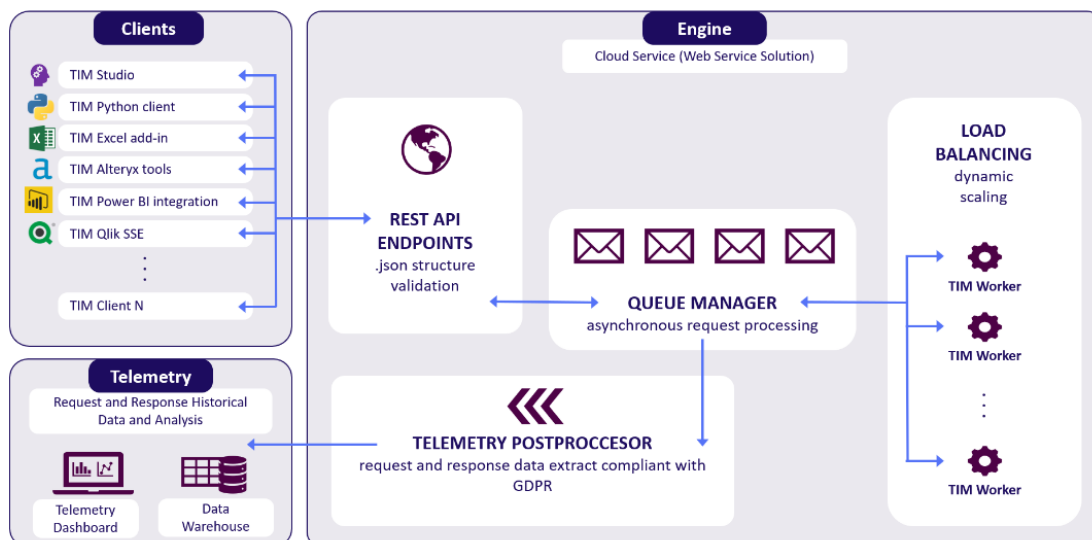 Clients
TIM Studio
TIM Python client
TIM Excel add-in
TIM Alteryx tools
TIM Power BI integration
TIM Qlik SSE
TIM Client N
Telemetry
Request and Response Historical
Data and Analysis
Telemetry
Dashboard
Data
Warehouse
Engine
Cloud Service (Web Service Solution)
REST API
ENDPOINTS
.json structure
validation
QUEUE MANAGER
asynchronous request processing
TELEMETRY POSTPROCCESOR
request and response data extract compliant with
GDPR
LOAD
BALANCING
dynamic
scaling
TIM Worker
TIM Worker
TIM Worker